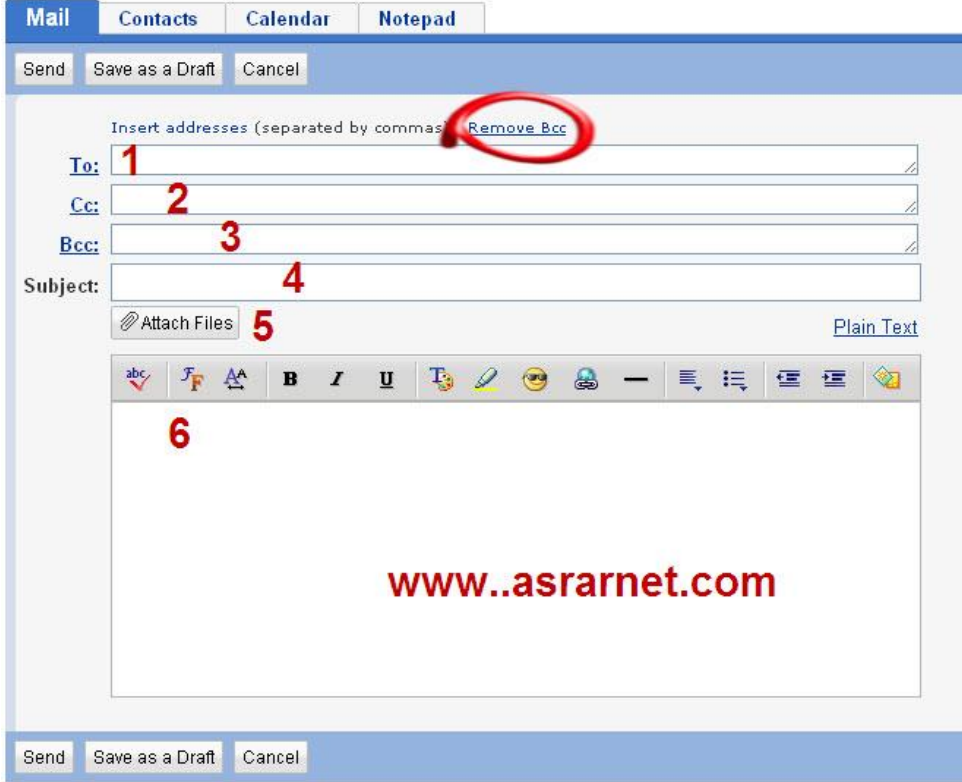 Mail Contacts Calendar Notepad
Send Save as a Draft Cancel
Insert addresses (separated by commas) Remove Bcc
To: 1
Cc: 2
Bcc: 3
Subject: 4
Attach Files 5 Plain Text
abc F F A A B I U T
6
www..asrarnet.com
Send Save as a Draft Cancel